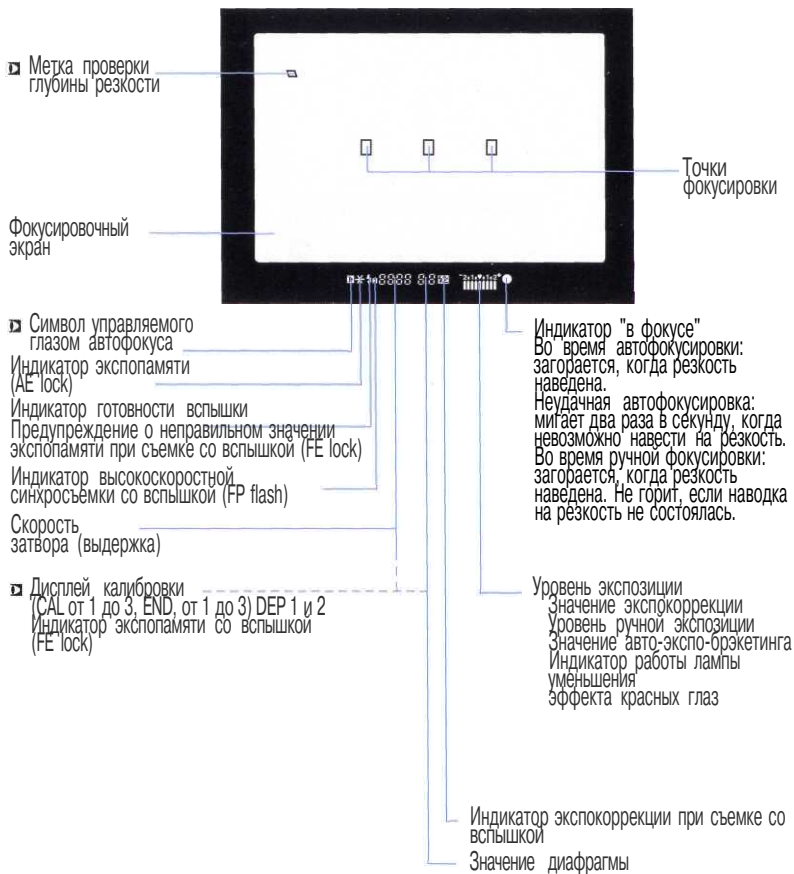 Метка проверки
глубины резкости
Точки
фокусировки
Фокусировочный
экран
Символ управляемого
глазом автофокуса
Индикатор экспопамяти
(AE lock)
Индикатор готовности вспышки
Предупреждение о неправильном значении
экспопамяти при съемке со вспышкой (FE lock)
Индикатор высокоскоростной
синхросъемки со вспышкой (FP flash)
Скорость
затвора (выдержка)
Дисплей калибровки
(CAL от 1 до 3, END, от 1 до 3) DEP 1 и 2
Индикатор экспопамяти со вспышкой
(FE lock)
Индикатор "в фокусе"
Во время автофокусировки:
загорается, когда резкость
наведена.
Неудачная автофокусировка:
мигает два раза в секунду, когда
невозможно навести на резкость.
Во время ручной фокусировки:
загорается, когда резкость
наведена. Не горит, если наводка
на резкость не состоялась.
Уровень экспозиции
Значение экспокоррекции
Уровень ручной экспозиции
Значение авто-экспо-брэкетинга
Индикатор работы лампы
уменьшения
эффекта красных глаз
Индикатор экспокоррекции при съемке со
вспышкой
Значение диафрагмы